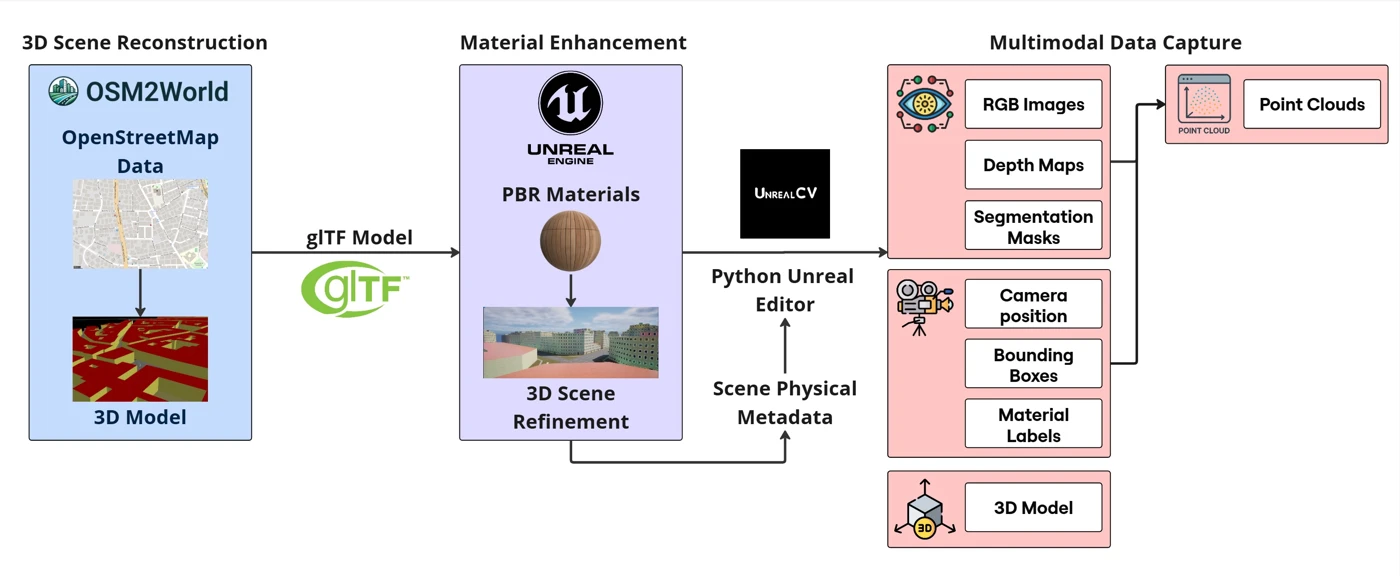 3D Scene Reconstruction
OSM2World
OpenStreetMap
Data
3D Model
glTF Model
glTF™
Material Enhancement
UNREAL
ENGINE
PBR Materials
3D Scene
Refinement
UNREALCV
Python Unreal
Editor
Scene Physical
Metadata
Multimodal Data Capture
RGB Images
Depth Maps
Segmentation
Masks
Camera
position
Bounding
Boxes
Material
Labels
3D
3D Model
POINT CLOUD
Point Clouds